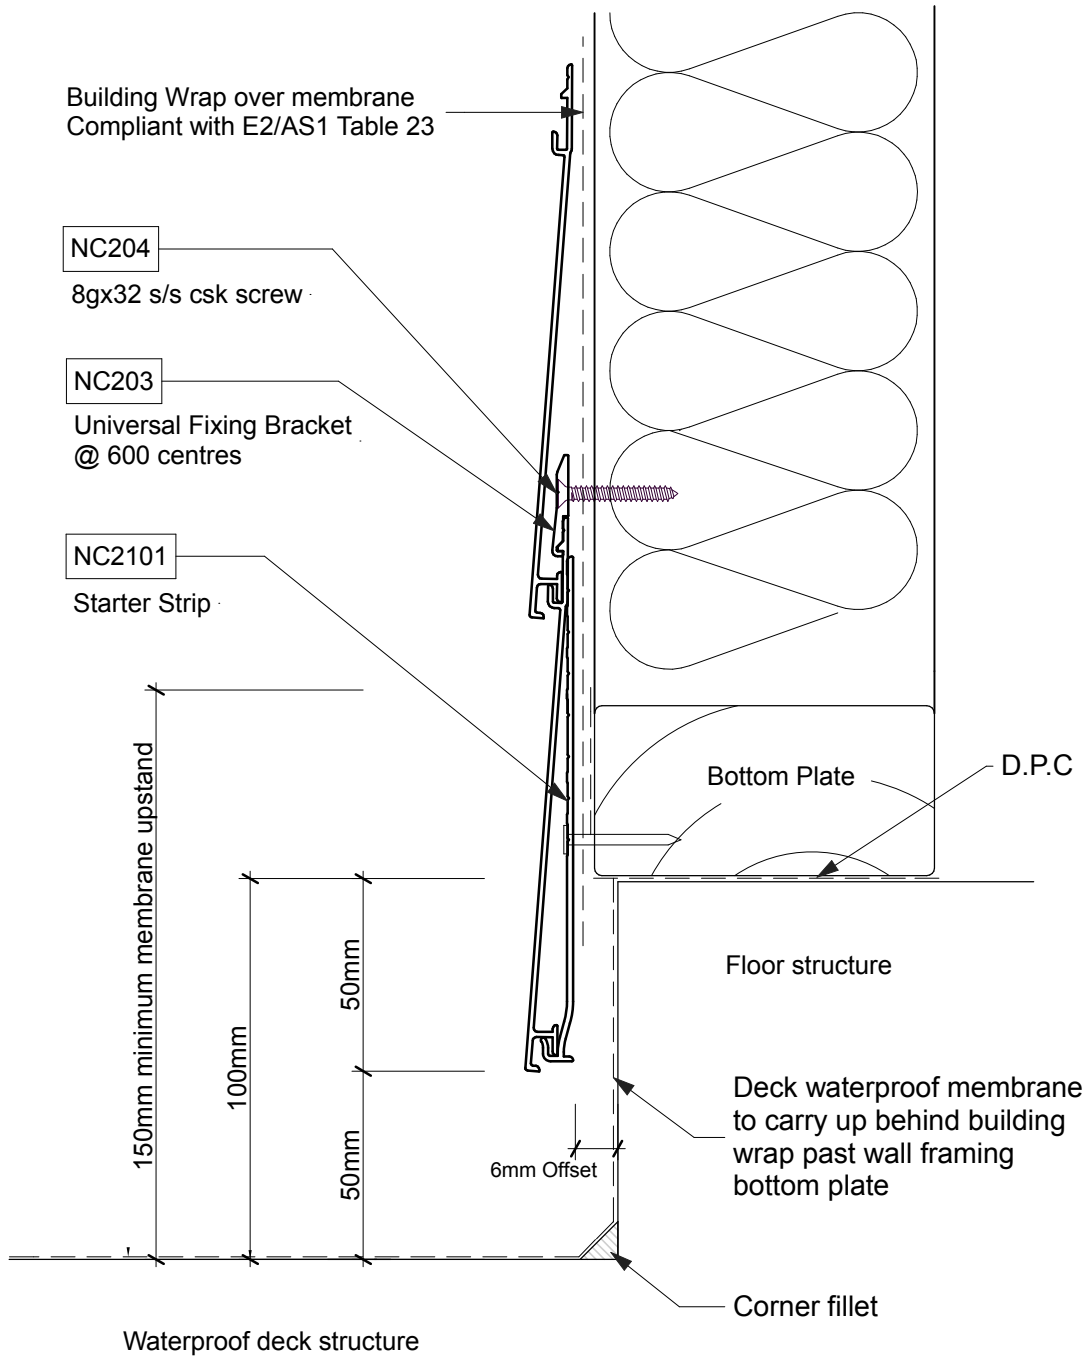 Building Wrap over membrane
Compliant with E2/AS1 Table 23
NC204
8gx32 s/s csk screw
NC203
Universal Fixing Bracket
@ 600 centres
NC2101
Starter Strip
Bottom Plate
D.P.C
150mm minimum membrane upstand
100mm
50mm
50mm
Floor structure
6mm Offset
Deck waterproof membrane
to carry up behind building
wrap past wall framing
bottom plate
Corner fillet
Waterproof deck structure